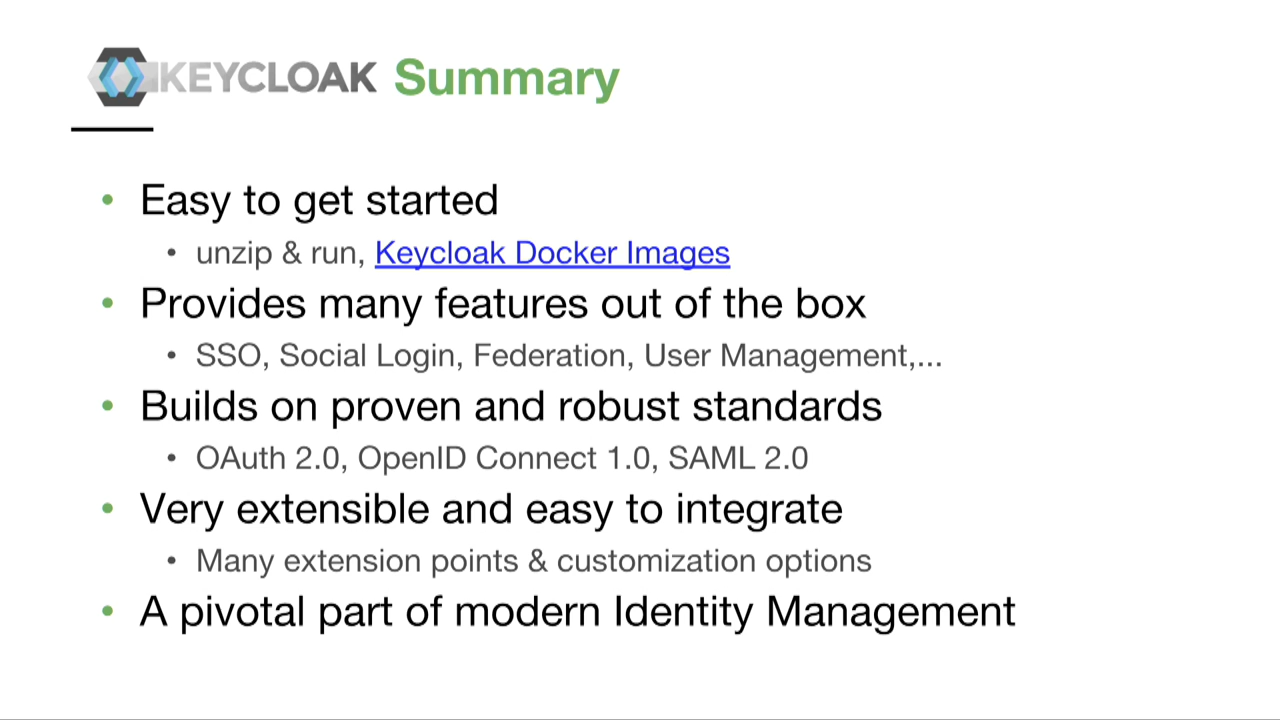 KEYCLOAK Summary
• Easy to get started
• unzip & run, Keycloak Docker Images
• Provides many features out of the box
• SSO, Social Login, Federation, User Management,...
• Builds on proven and robust standards
• OAuth 2.0, OpenID Connect 1.0, SAML 2.0
• Very extensible and easy to integrate
• Many extension points & customization options
• A pivotal part of modern Identity Management